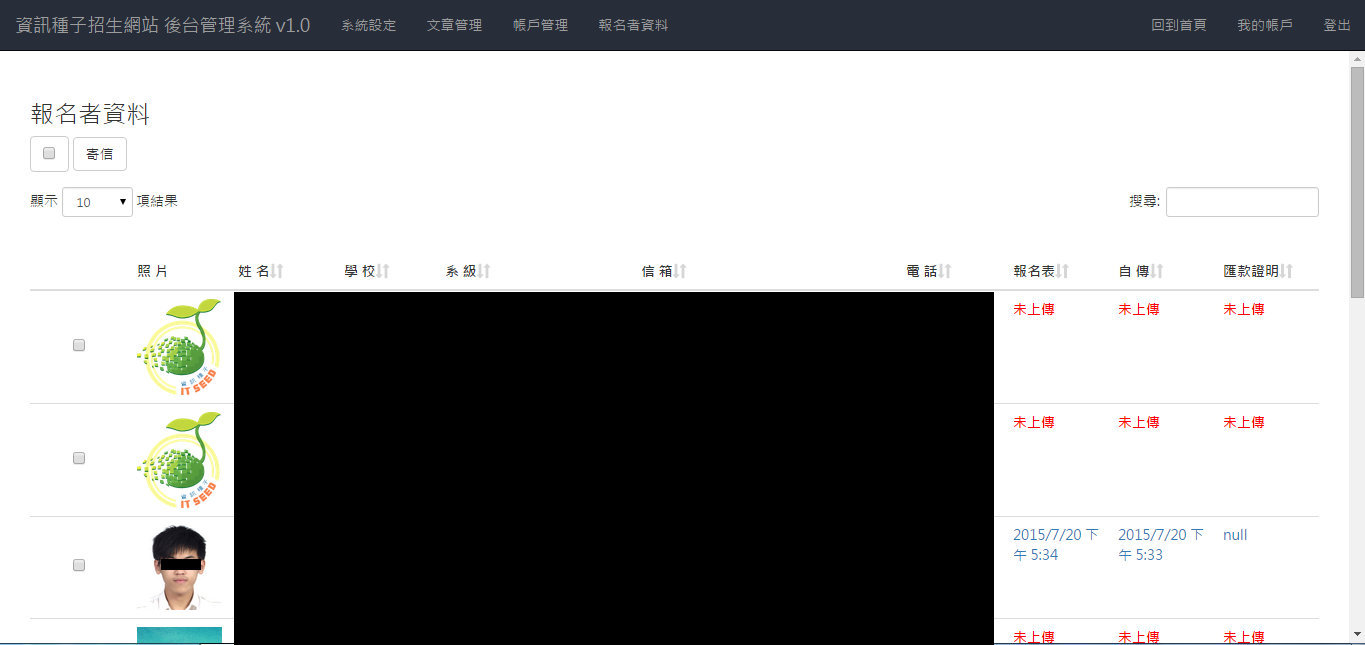 資訊種子招生網站 後台管理系統 v1.0 系統設定 文章管理 帳戶管理 報名者資料 回到首頁 我的帳戶 登出
報名者資料
寄信
顯示 10 項結果 搜尋:
照片 姓名 學校 系級 信箱 電話 報名表 自傳 匯款證明
未上傳 未上傳 未上傳
資訊種子
IT SEED
未上傳 未上傳 未上傳
資訊種子
IT SEED
2015/7/20 下 2015/7/20 下 null
午 5:34 午 5:33
未上傳 未上傳 未上傳